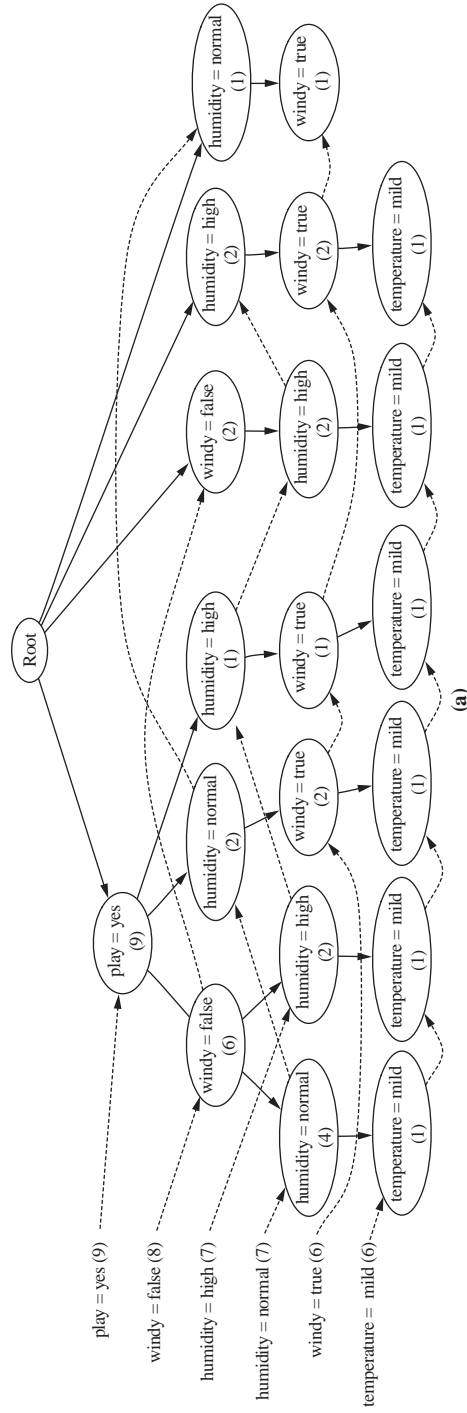 Root
play = yes
(9)
windy = false
(6)
humidity = normal
(2)
humidity = high
(1)
windy = false
(2)
humidity = high
(2)
humidity = normal
(1)
humidity = normal
(4)
humidity = high
(2)
windy = true
(2)
windy = true
(1)
humidity = high
(2)
windy = true
(2)
windy = true
(1)
temperature = mild
(1)
temperature = mild
(1)
temperature = mild
(1)
temperature = mild
(1)
temperature = mild
(1)
temperature = mild
(1)
play = yes (9)
windy = false (8)
humidity = high (7)
humidity = normal (7)
windy = true (6)
temperature = mild (6)
(a)